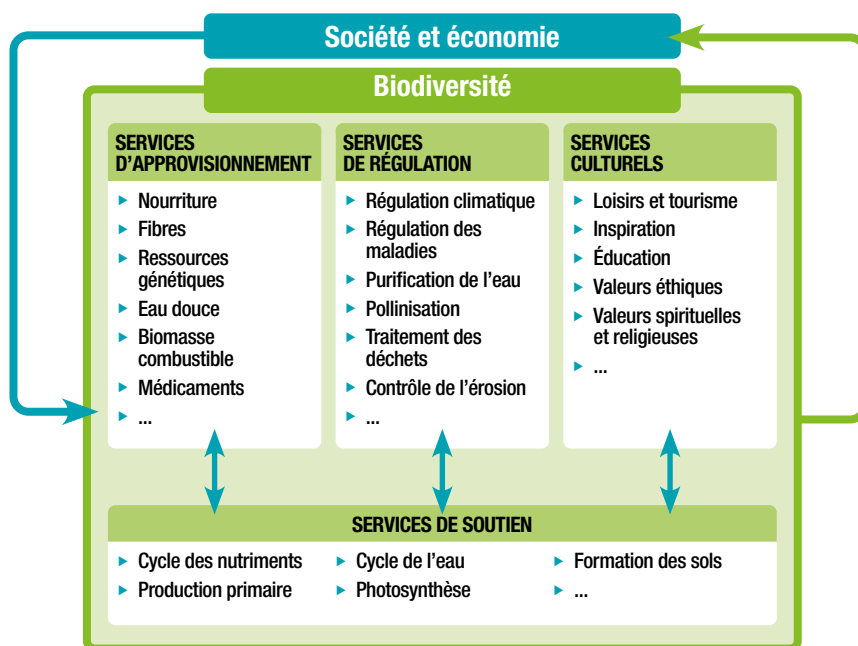 Société et économie
Biodiversité
SERVICES
D'APPROVISIONNEMENT
► Nourriture
► Fibres
► Ressources
génétiques
► Eau douce
► Biomasse
combustible
► Médicaments
► ...
SERVICES
DE RÉGULATION
► Régulation climatique
► Régulation des
maladies
► Purification de l'eau
► Pollinisation
► Traitement des
déchets
► Contrôle de l'érosion
► ...
SERVICES
CULTURELS
► Loisirs et tourisme
► Inspiration
► Éducation
► Valeurs éthiques
► Valeurs spirituelles
et religieuses
► ...
SERVICES DE SOUTIEN
► Cycle des nutriments
► Production primaire
► Cycle de l'eau
► Photosynthèse
► Formation des sols
► ...